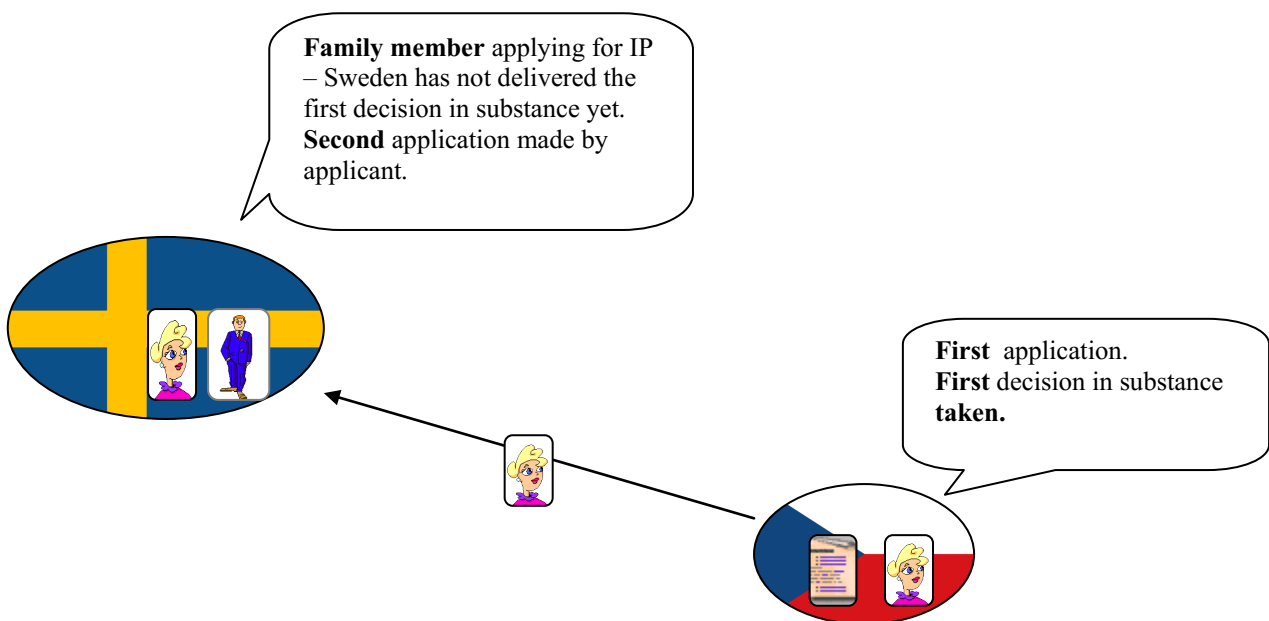 Family member applying for IP
– Sweden has not delivered the
first decision in substance yet.
Second application made by
applicant.
First application.
First decision in substance
taken.